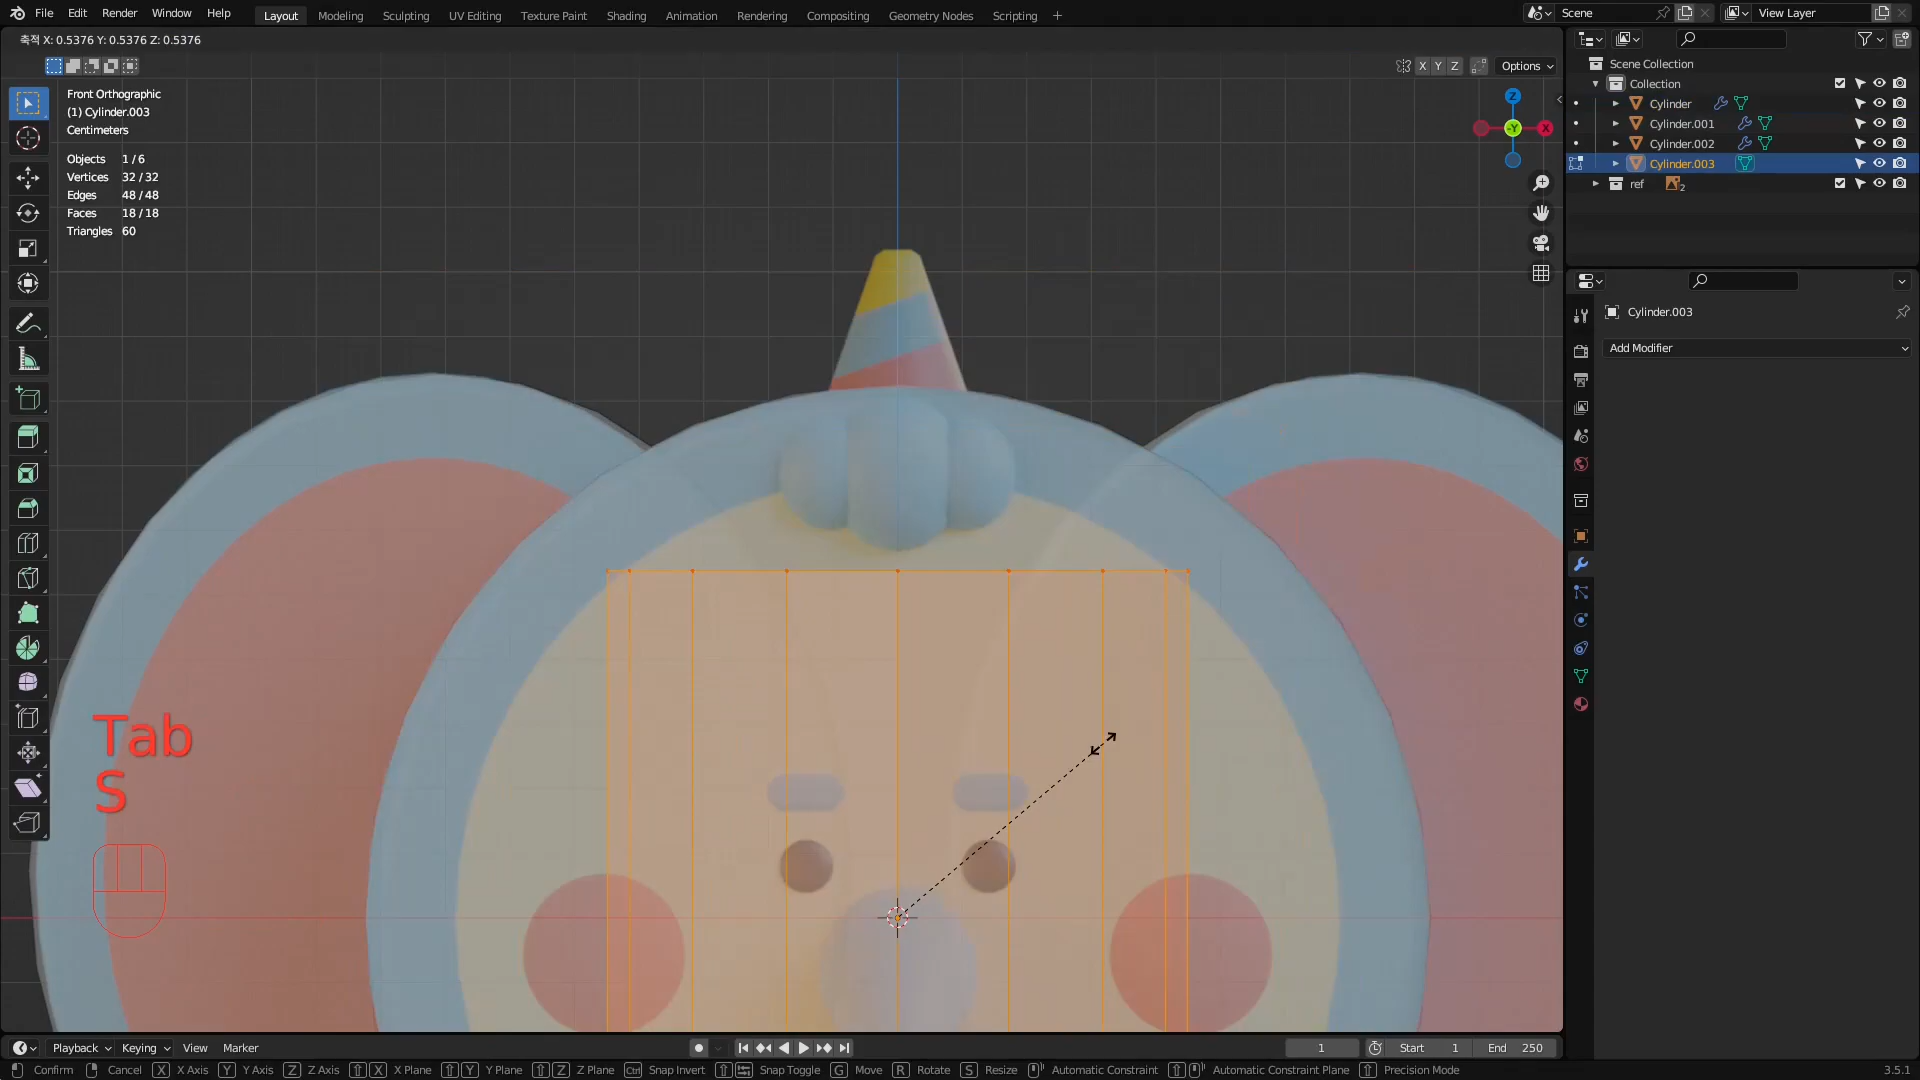 File Edit Render Window Help Layout Modeling Sculpting UV Editing Texture Paint Shading Animation Rendering Compositing Geometry Nodes Scripting + Scene View Layer
축적 X: 0.5376 Y: 0.5376 Z: 0.5376
X Y Z Options
Front Orthographic
(1) Cylinder.003
Centimeters
Objects 1 / 6
Vertices 32 / 32
Edges 48 / 48
Faces 18 / 18
Triangles 60
Z
-Y
X
Scene Collection
Collection
Cylinder
Cylinder.001
Cylinder.002
Cylinder.003
ref 2
Cylinder.003
Add Modifier
Tab
S
Playback Keying View Marker 1 Start 1 End 250
Confirm Cancel X X Axis Y Y Axis Z Z Axis X X Plane Y Y Plane Z Z Plane Ctrl Snap Invert Snap Toggle G Move R Rotate S Resize Automatic Constraint Automatic Constraint Plane Precision Mode 3.5.1